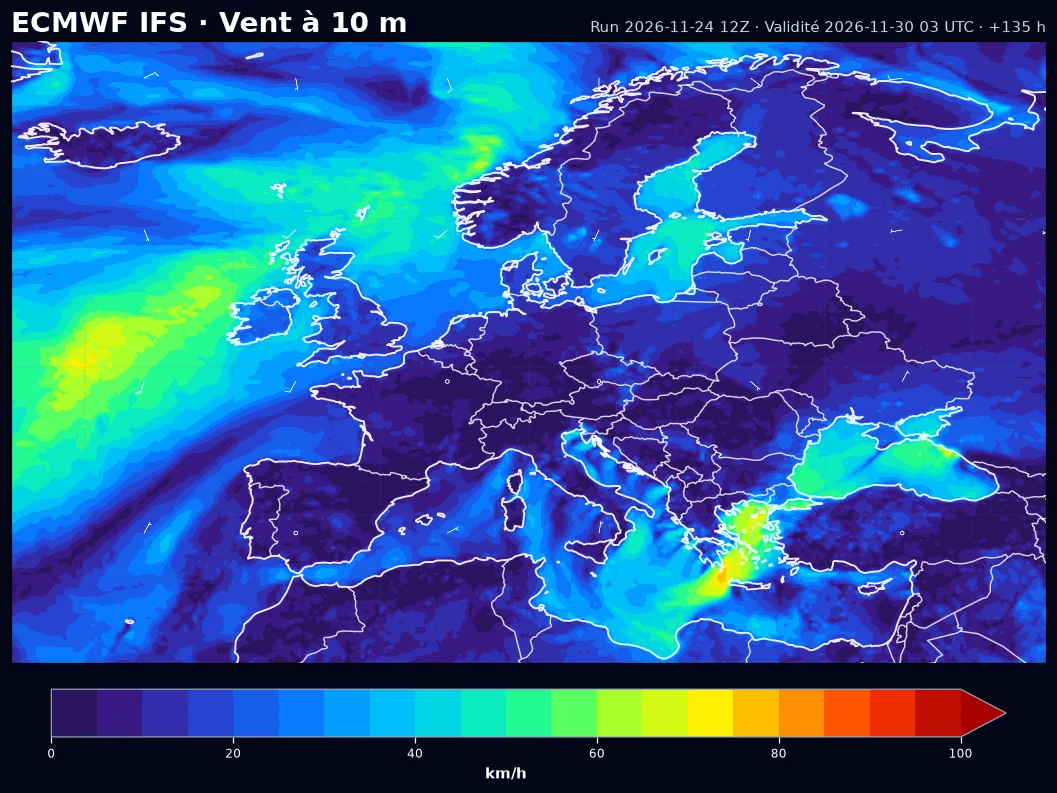 ECMWF IFS · Vent à 10 m
Run 2026-11-24 12Z · Validité 2026-11-30 03 UTC · +135 h
0 20 40 60 80 100
km/h